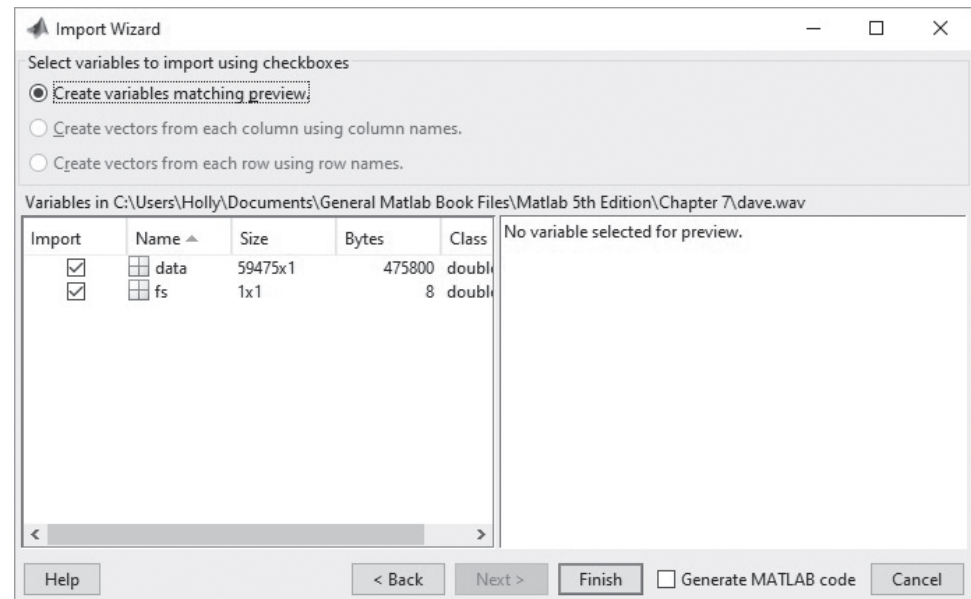 Import Wizard
Select variables to import using checkboxes
Create variables matching preview.
Create vectors from each column using column names.
Create vectors from each row using row names.
Variables in C:\Users\Holly\Documents\General Matlab Book Files\Matlab 5th Edition\Chapter 7\dave.wav
Import Name Size Bytes Class
data 59475x1 475800 double
fs 1x1 8 double
No variable selected for preview.
Help < Back Next > Finish Generate MATLAB code Cancel